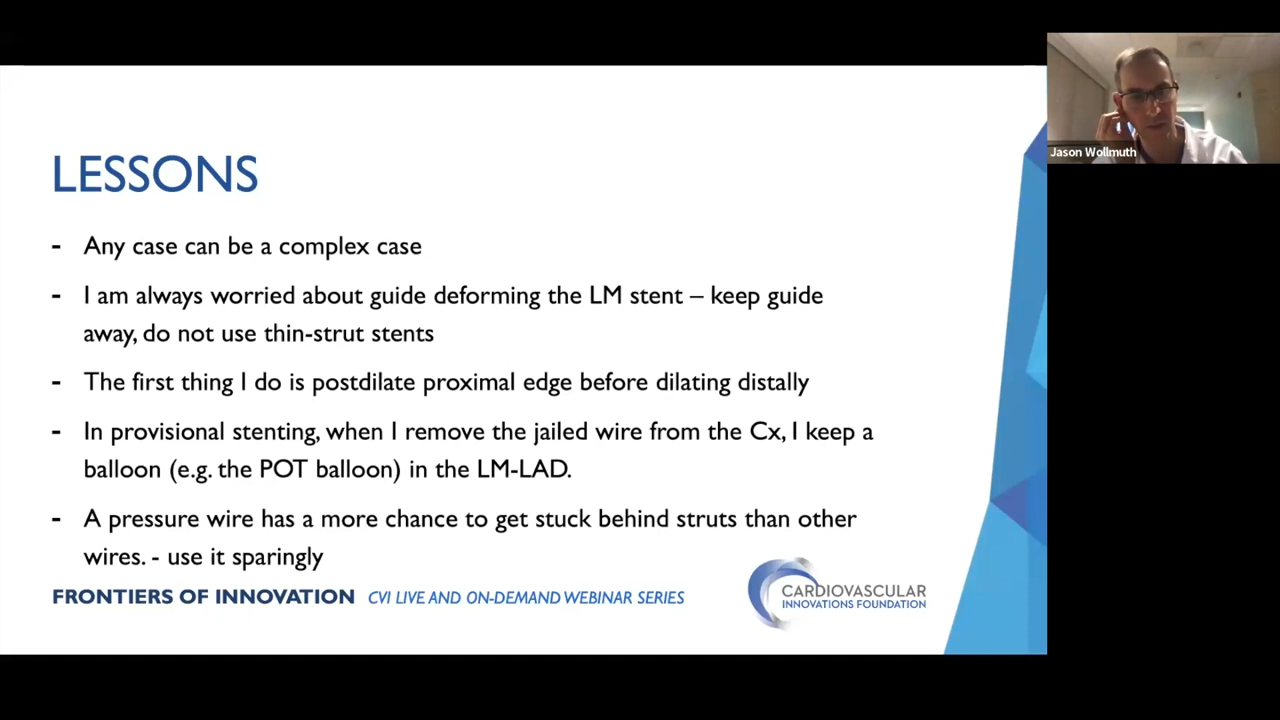 Jason Wollmuth
LESSONS
- Any case can be a complex case
- I am always worried about guide deforming the LM stent – keep guide
away, do not use thin-strut stents
- The first thing I do is postdilate proximal edge before dilating distally
- In provisional stenting, when I remove the jailed wire from the Cx, I keep a
balloon (e.g. the POT balloon) in the LM-LAD.
- A pressure wire has a more chance to get stuck behind struts than other
wires. - use it sparingly
FRONTIERS OF INNOVATION CVI LIVE AND ON-DEMAND WEBINAR SERIES
CARDIOVASCULAR
INNOVATIONS FOUNDATION